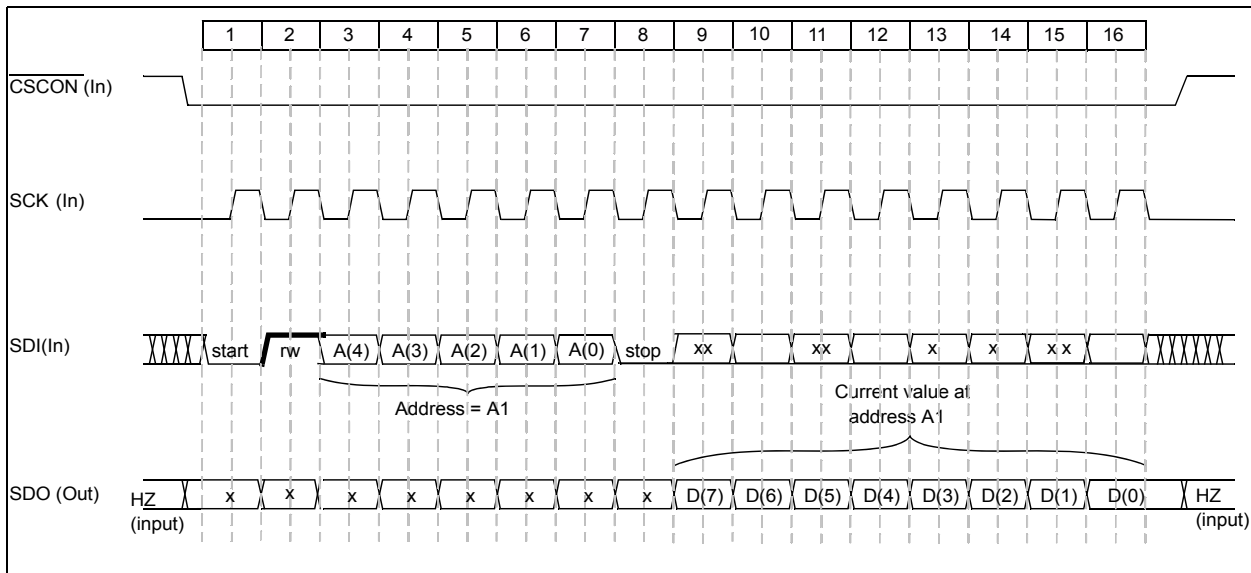 1 2 3 4 5 6 7 8 9 10 11 12 13 14 15 16
CSCON (In)
SCK (In)
SDI(In) start rw A(4) A(3) A(2) A(1) A(0) stop xx xx x x x x
Address = A1
Current value at
address A1
SDO (Out) HZ x x x x x x x x D(7) D(6) D(5) D(4) D(3) D(2) D(1) D(0) HZ
(input) (input)